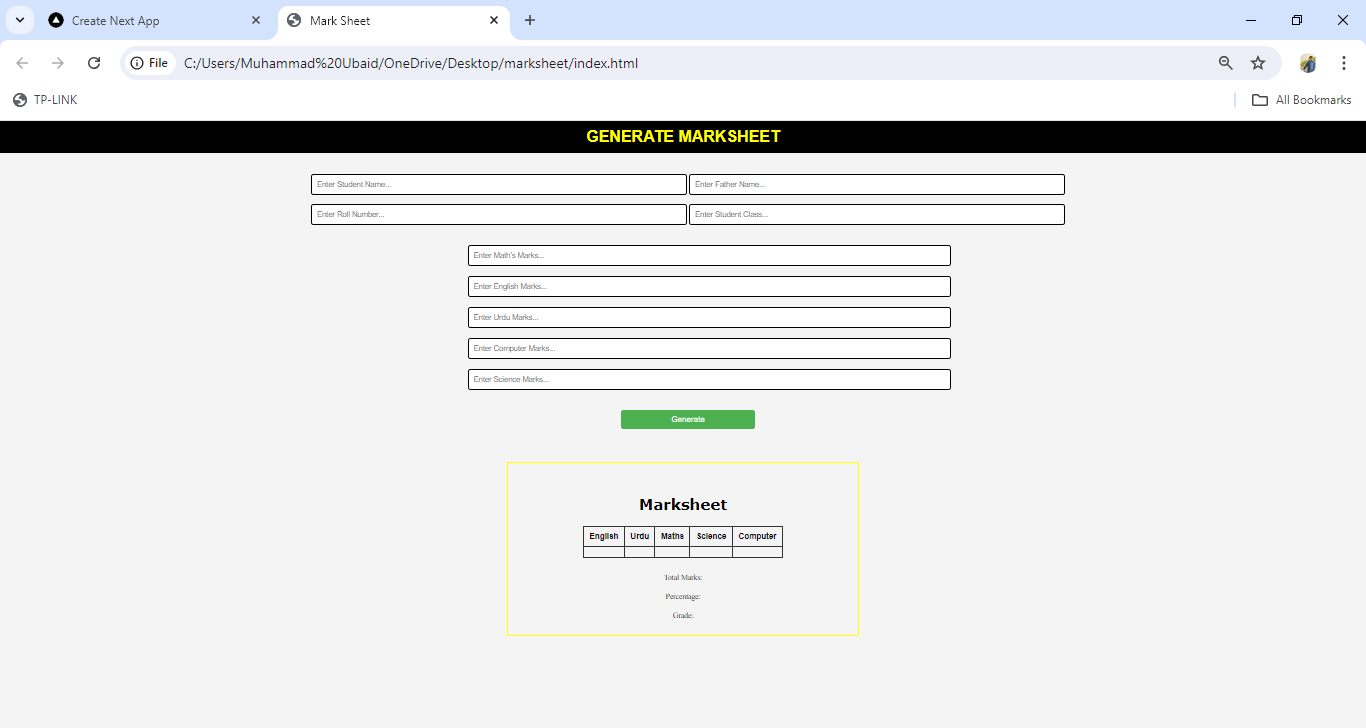 Create Next App
Mark Sheet
File C:/Users/Muhammad%20Ubaid/OneDrive/Desktop/marksheet/index.html
TP-LINK
All Bookmarks
GENERATE MARKSHEET
Enter Student Name... Enter Father Name...
Enter Roll Number... Enter Student Class...
Enter Math's Marks...
Enter English Marks...
Enter Urdu Marks...
Enter Computer Marks...
Enter Science Marks...
Generate
Marksheet
English Urdu Maths Science Computer
Total Marks:
Percentage:
Grade: